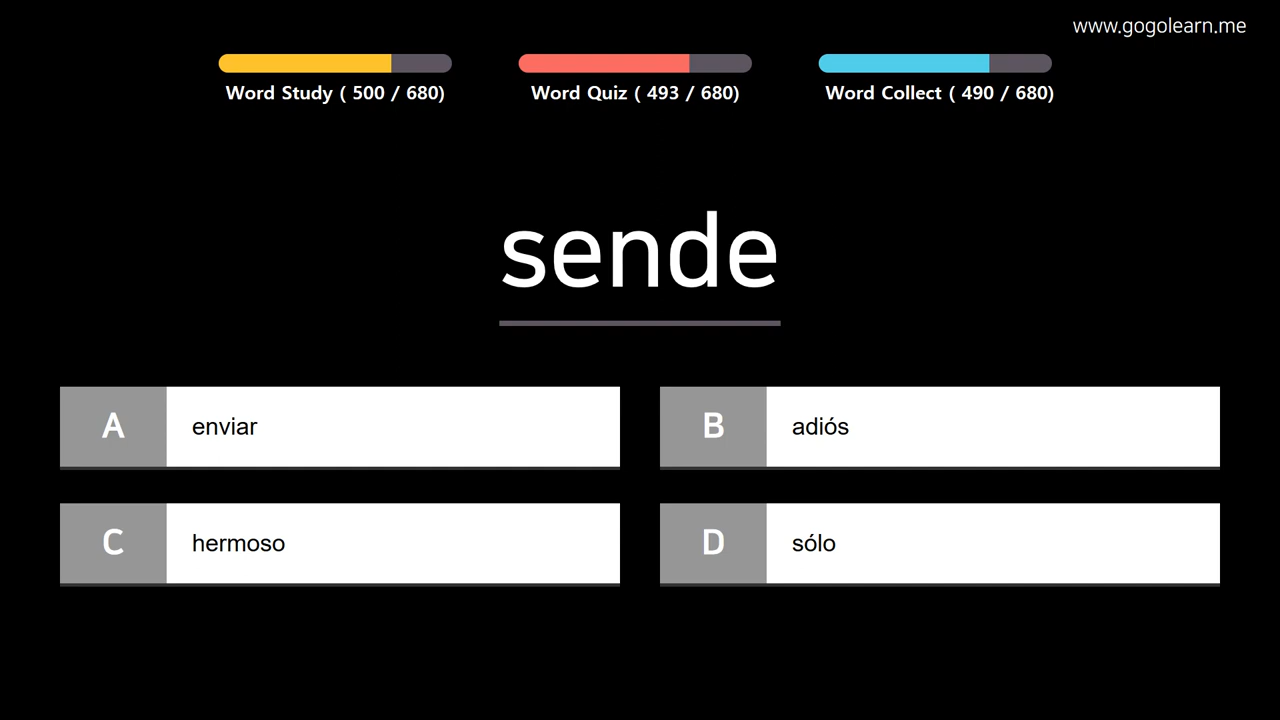 www.gogolearn.me
Word Study ( 500 / 680)
Word Quiz ( 493 / 680)
Word Collect ( 490 / 680)
sende
A enviar
B adiós
C hermoso
D sólo